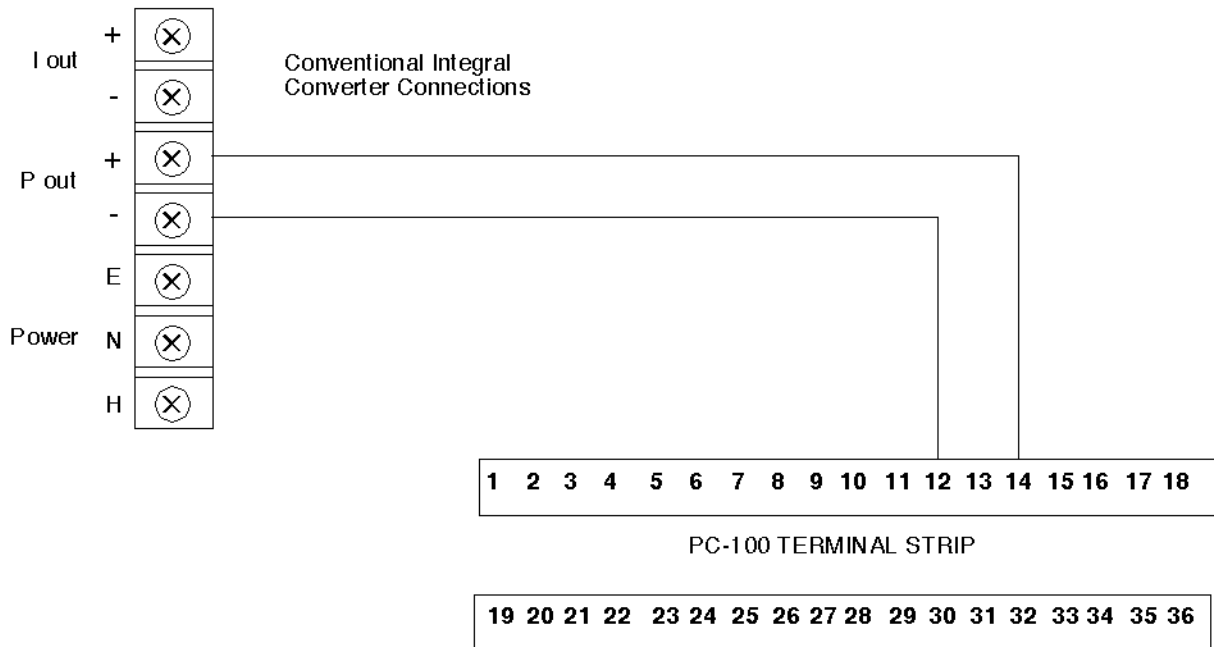 I out + -
Conventional Integral
Converter Connections
P out + -
E
Power N
H
1 2 3 4 5 6 7 8 9 10 11 12 13 14 15 16 17 18
PC-100 TERMINAL STRIP
19 20 21 22 23 24 25 26 27 28 29 30 31 32 33 34 35 36